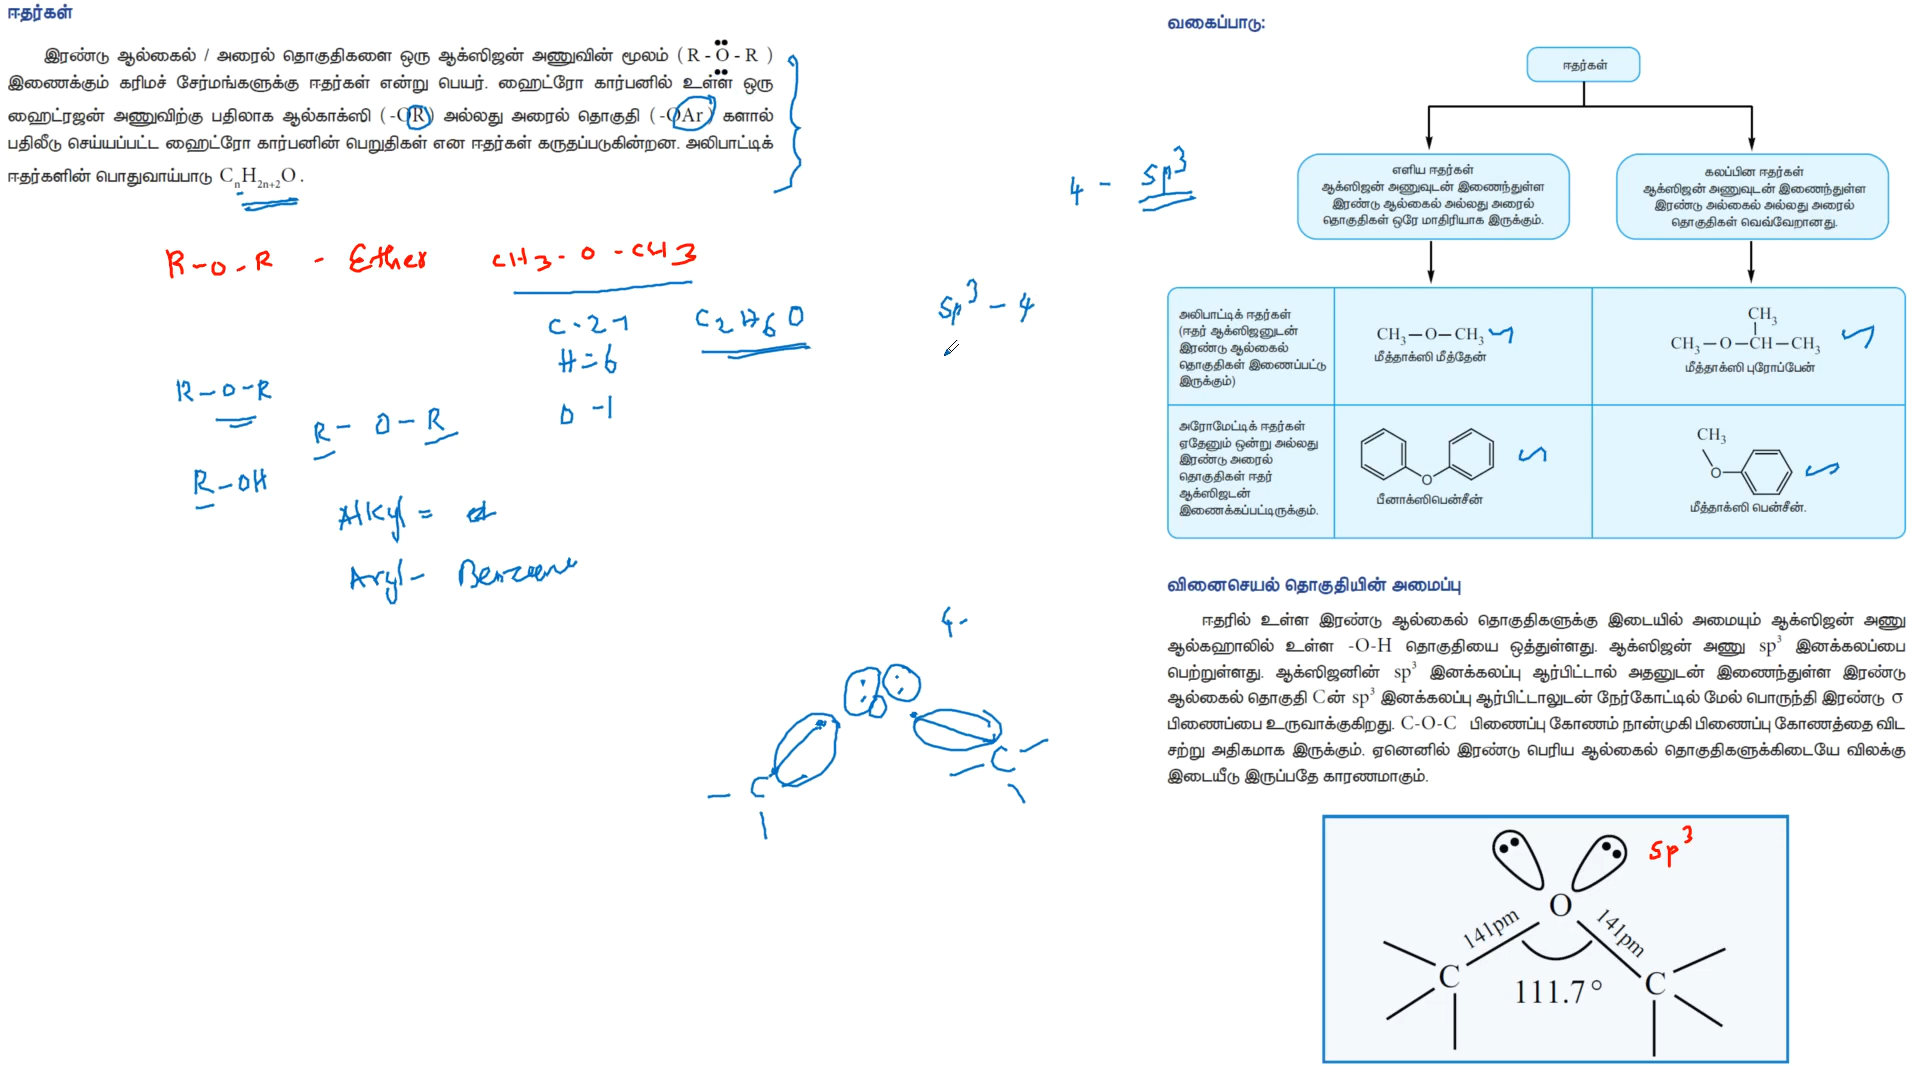 ஈதர்கள்
இரண்டு ஆல்கைல் / அரைல் தொகுதிகளை ஒரு ஆக்ஸிஜன் அணுவின் மூலம் ( R - O - R )
இணைக்கும் கரிமச் சேர்மங்களுக்கு ஈதர்கள் என்று பெயர். ஹைட்ரோ கார்பனில் உள்ள ஒரு
ஹைட்ரஜன் அணுவிற்கு பதிலாக ஆல்காக்ஸி ( -OR) அல்லது அரைல் தொகுதி ( -OAr ) களால்
பதிலீடு செய்யப்பட்ட ஹைட்ரோ கார்பனின் பெறுதிகள் என ஈதர்கள் கருதப்படுகின்றன. அலிபாட்டிக்
ஈதர்களின் பொதுவாய்பாடு CnH2n+2O .
R-O-R - Ether CH3-O-CH3
C-2-1 C2H6O
H=6
O-1
R-O-R
R-O-R
R-OH
Alkyl =
Aryl- Benzene
4 - Sp3
Sp3 - 4
4-
C
C
வகைப்பாடு:
ஈதர்கள்
எளிய ஈதர்கள்
ஆக்ஸிஜன் அணுவுடன் இணைந்துள்ள
இரண்டு ஆல்கைல் அல்லது அரைல்
தொகுதிகள் ஒரே மாதிரியாக இருக்கும்.
கலப்பின ஈதர்கள்
ஆக்ஸிஜன் அணுவுடன் இணைந்துள்ள
இரண்டு அல்கைல் அல்லது அரைல்
தொகுதிகள் வெவ்வேறானது.
அலிபாட்டிக் ஈதர்கள்
(ஈதர் ஆக்ஸிஜனுடன்
இரண்டு ஆல்கைல்
தொகுதிகள் இணைப்பட்டு
இருக்கும்)
CH3 – O – CH3
மீத்தாக்ஸி மீத்தேன்
CH3
CH3 – O – CH – CH3
மீத்தாக்ஸி புரோப்பேன்
அரோமேட்டிக் ஈதர்கள்
ஏதேனும் ஒன்று அல்லது
இரண்டு அரைல்
தொகுதிகள் ஈதர்
ஆக்ஸிஜடன்
இணைக்கப்பட்டிருக்கும்.
O
பீனாக்ஸிபென்சீன்
CH3
O
மீத்தாக்ஸி பென்சீன்.
வினைசெயல் தொகுதியின் அமைப்பு
ஈதரில் உள்ள இரண்டு ஆல்கைல் தொகுதிகளுக்கு இடையில் அமையும் ஆக்ஸிஜன் அணு
ஆல்கஹாலில் உள்ள -O-H தொகுதியை ஒத்துள்ளது. ஆக்ஸிஜன் அணு sp3 இனக்கலப்பை
பெற்றுள்ளது. ஆக்ஸிஜனின் sp3 இனக்கலப்பு ஆர்பிட்டால் அதனுடன் இணைந்துள்ள இரண்டு
ஆல்கைல் தொகுதி Cன் sp3 இனக்கலப்பு ஆர்பிட்டாலுடன் நேர்கோட்டில் மேல் பொருந்தி இரண்டு σ
பிணைப்பை உருவாக்குகிறது. C-O-C பிணைப்பு கோணம் நான்முகி பிணைப்பு கோணத்தை விட
சற்று அதிகமாக இருக்கும். ஏனெனில் இரண்டு பெரிய ஆல்கைல் தொகுதிகளுக்கிடையே விலக்கு
இடையீடு இருப்பதே காரணமாகும்.
Sp3
O
141pm 141pm
C C
111.7°